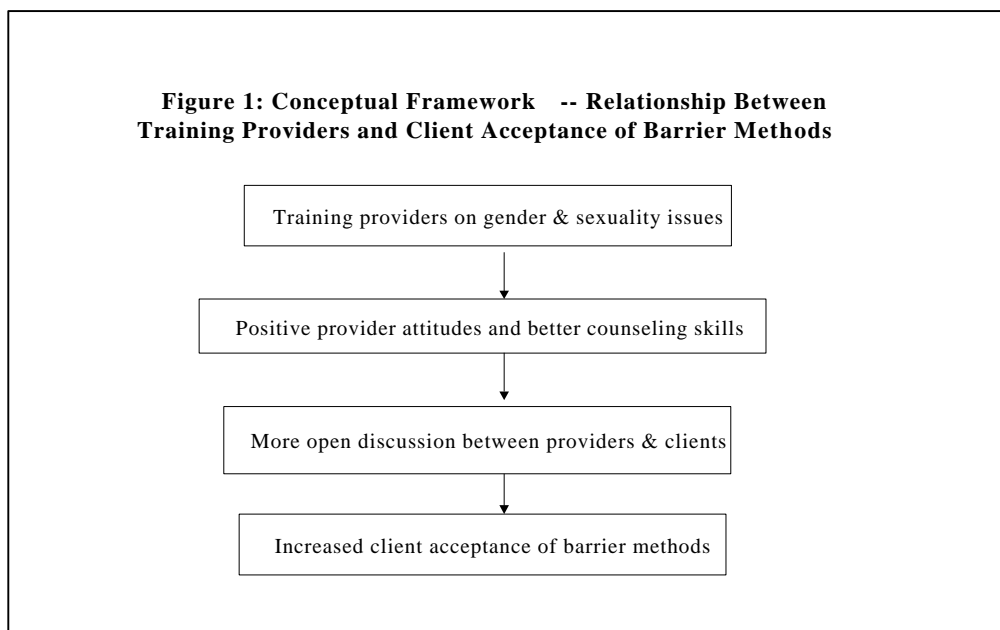 Figure 1: Conceptual Framework -- Relationship Between
Training Providers and Client Acceptance of Barrier Methods
Training providers on gender & sexuality issues
Positive provider attitudes and better counseling skills
More open discussion between providers & clients
Increased client acceptance of barrier methods